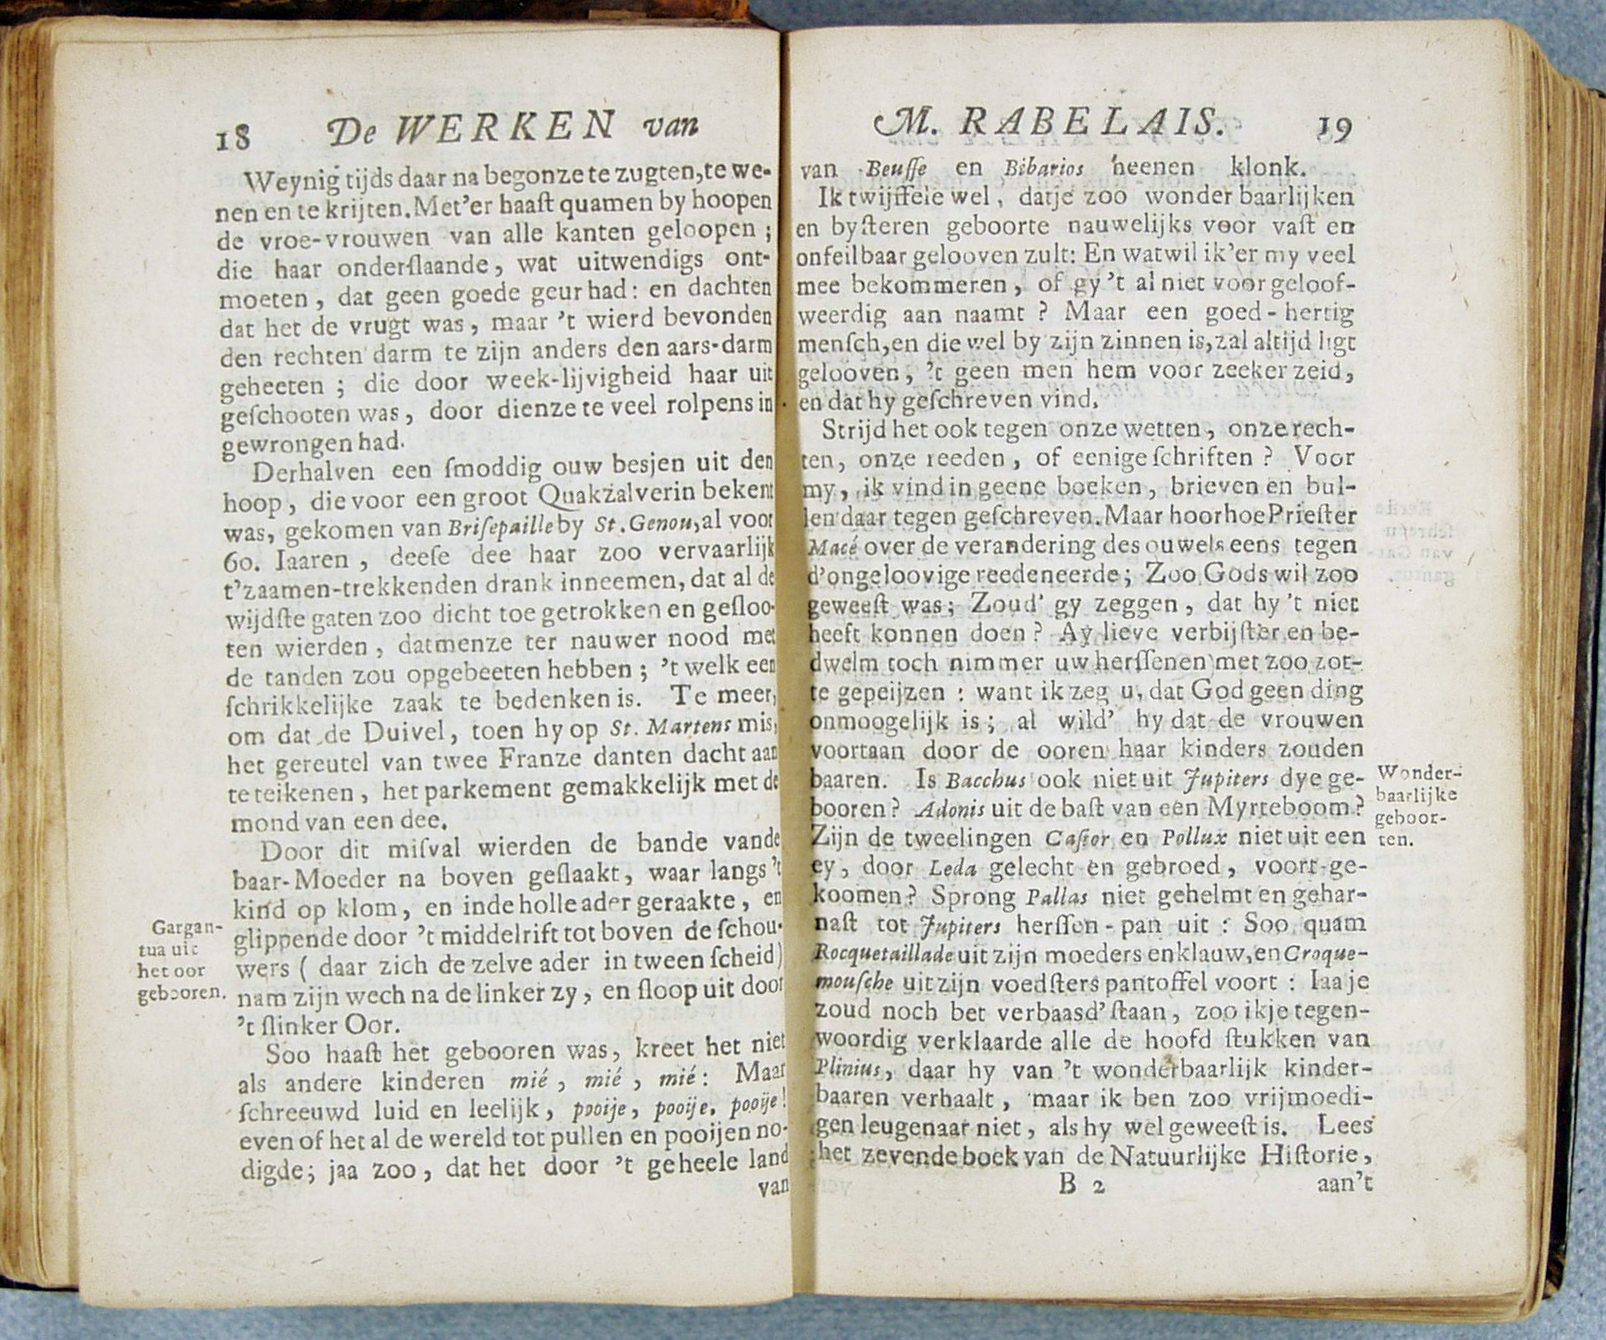 18 De WERKEN van
Weynig tijds daar na begonze te zugten, te we-
nen en te krijten. Met'er haaſt quamen by hoopen
de vroe-vrouwen van alle kanten geloopen ;
die haar onderſlaande, wat uitwendigs ont-
moeten , dat geen goede geur had : en dachten
dat het de vrugt was , maar 't wierd bevonden
den rechten darm te zijn anders den aars-darm
geheeten ; die door week-lijvigheid haar uit
geſchooten was , door dienze te veel rolpens in
gewrongen had.
Derhalven een ſmoddig ouw besjen uit den
hoop , die voor een groot Quakzalverin bekent
was, gekomen van Briſepaille by St. Genou, al voor
60. Iaaren , deeſe dee haar zoo vervaarlijk
t'zaamen-trekkenden drank inneemen, dat al de
wijdſte gaten zoo dicht toe getrokken en geſloo-
ten wierden , datmenze ter nauwer nood met
de tanden zou opgebeeten hebben ; 't welk een
ſchrikkelijke zaak te bedenken is. Te meer,
om dat de Duivel, toen hy op St. Martens mis,
het gereutel van twee Franze danten dacht aan
te teikenen , het parkement gemakkelijk met de
mond van een dee.
Door dit miſval wierden de bande vande
baar-Moeder na boven geſlaakt, waar langs 't
kind op klom, en inde holle ader geraakte, en
glippende door 't middelrift tot boven de ſchou-
wers ( daar zich de zelve ader in tween ſcheid)
nam zijn wech na de linker zy , en ſloop uit door
't ſlinker Oor.
Gargan-
tua uit
het oor
gebooren.
Soo haaſt het gebooren was, kreet het niet
als andere kinderen mié , mié , mié : Maar
ſchreeuwd luid en leelijk, pooije, pooije, pooije!
even of het al de wereld tot pullen en pooijen no-
digde; jaa zoo, dat het door 't geheele land
van
M. RABELAIS. 19
van Beuſſe en Bibarios heenen klonk.
Ik twijffele wel , datje zoo wonder baarlijken
en byſteren geboorte nauwelijks voor vaſt en
onfeilbaar gelooven zult: En watwil ik'er my veel
mee bekommeren , of gy 't al niet voor geloof-
weerdig aan naamt ? Maar een goed-hertig
menſch, en die wel by zijn zinnen is, zal altijd ligt
gelooven, 't geen men hem voor zeeker zeid,
en dat hy geſchreven vind.
Strijd het ook tegen onze wetten, onze rech-
ten, onze reeden , of eenige ſchriften ? Voor
my, ik vind in geene boeken, brieven en bul-
len daar tegen geſchreven. Maar hoor hoe Prieſter
Macé over de verandering des ouwels eens tegen
d'ongeloovige reedeneerde; Zoo Gods wil zoo
geweeſt was; Zoud' gy zeggen, dat hy 't niet
heeft konnen doen ? Ay lieve verbijſter en be-
dwelm toch nimmer uw herſſenen met zoo zot-
te gepeijzen : want ik zeg u, dat God geen ding
onmoogelijk is ; al wild' hy dat de vrouwen
voortaan door de ooren haar kinders zouden
baaren. Is Bacchus ook niet uit Jupiters dye ge-
booren ? Adonis uit de baſt van een Myrteboom ?
Zijn de tweelingen Caſtor en Pollux niet uit een
ey, door Leda gelecht en gebroed, voort-ge-
koomen ? Sprong Pallas niet gehelmt en gehar-
naſt tot Jupiters herſſen-pan uit : Soo quam
Rocquetaillade uit zijn moeders enklauw, en Croque-
mouſche uit zijn voedſters pantoffel voort : Iaa je
zoud noch bet verbaasd' ſtaan, zoo ik je tegen-
woordig verklaarde alle de hoofd ſtukken van
Plinius, daar hy van 't wonderbaarlijk kinder-
baaren verhaalt, maar ik ben zoo vrijmoedi-
gen leugenaar niet, als hy wel geweeſt is. Lees
het zevende boek van de Natuurlijke Hiſtorie,
Wonder-
baarlijke
geboor-
ten.
B 2 aan't